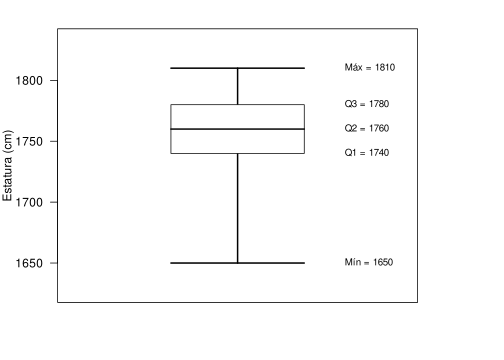 Máx = 1810
1800
Q3 = 1780
Q2 = 1760
1750
Q1 = 1740
Estatura (cm)
1700
1650
Mín = 1650